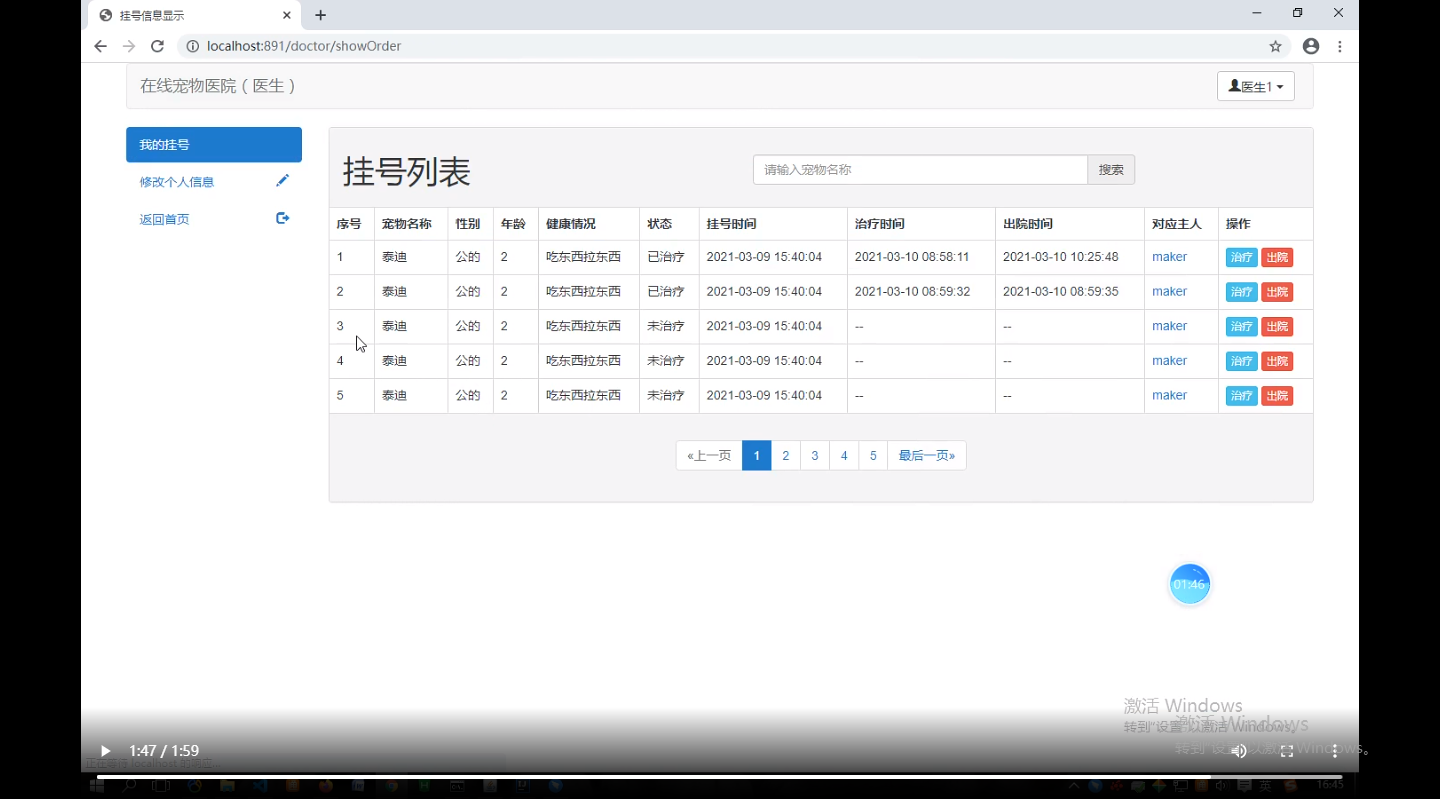 挂号信息显示
localhost:891/doctor/showOrder
在线宠物医院（医生）
医生1
我的挂号
修改个人信息
返回首页
挂号列表
请输入宠物名称 搜索
序号 宠物名称 性别 年龄 健康情况 状态 挂号时间 治疗时间 出院时间 对应主人 操作
1 泰迪 公的 2 吃东西拉东西 已治疗 2021-03-09 15:40:04 2021-03-10 08:58:11 2021-03-10 10:25:48 maker 治疗 出院
2 泰迪 公的 2 吃东西拉东西 已治疗 2021-03-09 15:40:04 2021-03-10 08:59:32 2021-03-10 08:59:35 maker 治疗 出院
3 泰迪 公的 2 吃东西拉东西 未治疗 2021-03-09 15:40:04 -- -- maker 治疗 出院
4 泰迪 公的 2 吃东西拉东西 未治疗 2021-03-09 15:40:04 -- -- maker 治疗 出院
5 泰迪 公的 2 吃东西拉东西 未治疗 2021-03-09 15:40:04 -- -- maker 治疗 出院
«上一页 1 2 3 4 5 最后一页»
01:46
激活 Windows
转到"设置"以激活 Windows。
激活 Windows
转到"设置"以激活 Windows。
1:47 / 1:59
正在等待 localhost 的响应...
英
16:45